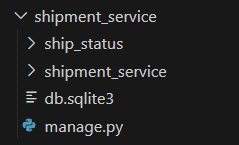 shipment_service
ship_status
shipment_service
db.sqlite3
manage.py